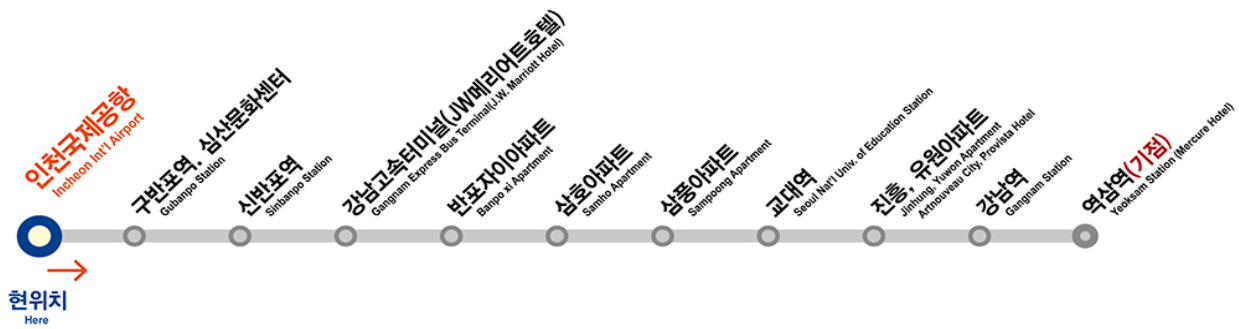 인천국제공항
Incheon Int'l Airport
구반포역. 심산문화센터
Gubanpo Station
신반포역
Sinbanpo Station
강남고속터미널(JW메리어트호텔)
Gangnam Express Bus Terminal(J.W. Marriott Hotel)
반포자이아파트
Banpo xi Apartment
삼호아파트
Samho Apartment
삼풍아파트
Sampoong Apartment
교대역
Seoul Nat'l Univ. of Education Station
진흥, 유원아파트
Jinhung, Yuwon Apartment
Artnouveau City, Provista Hotel
강남역
Gangnam Station
역삼역(기점)
Yeoksam Station (Mercure Hotel)
현위치
Here